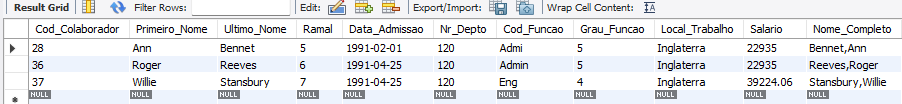 Result Grid Filter Rows: Edit: Export/Import: Wrap Cell Content:
Cod_Colaborador Primeiro_Nome Ultimo_Nome Ramal Data_Admissao Nr_Depto Cod_Funcao Grau_Funcao Local_Trabalho Salario Nome_Completo
28 Ann Bennet 5 1991-02-01 120 Admi 5 Inglaterra 22935 Bennet,Ann
36 Roger Reeves 6 1991-04-25 120 Admin 5 Inglaterra 22935 Reeves,Roger
37 Willie Stansbury 7 1991-04-25 120 Eng 4 Inglaterra 39224.06 Stansbury,Willie
NULL NULL NULL NULL NULL NULL NULL NULL NULL NULL NULL